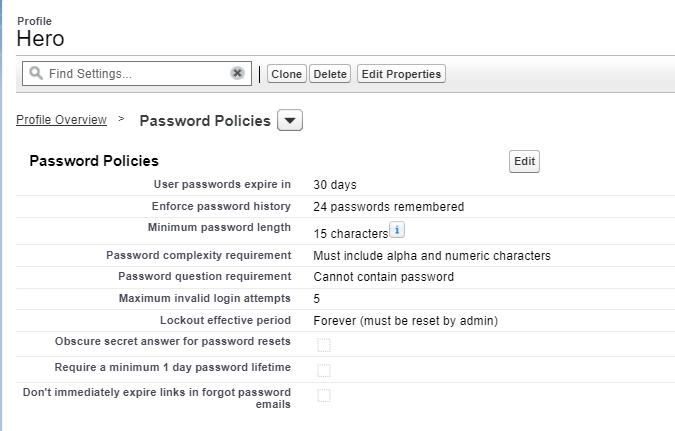 Profile
Hero
Find Settings...
Clone
Delete
Edit Properties
Profile Overview > Password Policies
Password Policies
Edit
User passwords expire in 30 days
Enforce password history 24 passwords remembered
Minimum password length 15 characters i
Password complexity requirement Must include alpha and numeric characters
Password question requirement Cannot contain password
Maximum invalid login attempts 5
Lockout effective period Forever (must be reset by admin)
Obscure secret answer for password resets
Require a minimum 1 day password lifetime
Don't immediately expire links in forgot password
emails